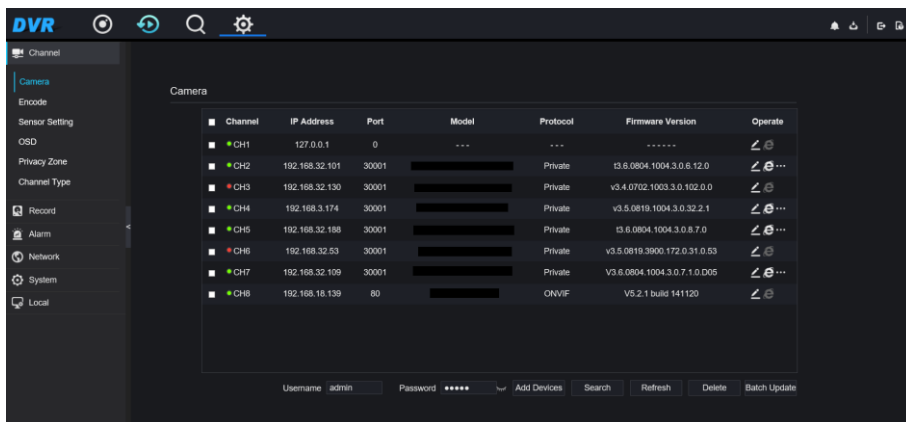 DVR
Channel
Camera
Encode
Sensor Setting
OSD
Privacy Zone
Channel Type
Record
Alarm
Network
System
Local
Camera
Channel IP Address Port Model Protocol Firmware Version Operate
CH1 127.0.0.1 0 --- --- ------
CH2 192.168.32.101 30001 Private t3.6.0804.1004.3.0.6.12.0
CH3 192.168.32.130 30001 Private v3.4.0702.1003.3.0.102.0.0
CH4 192.168.3.174 30001 Private v3.5.0819.1004.3.0.32.2.1
CH5 192.168.32.188 30001 Private t3.6.0804.1004.3.0.8.7.0
CH6 192.168.32.53 30001 Private v3.5.0819.3900.172.0.31.0.53
CH7 192.168.32.109 30001 Private V3.6.0804.1004.3.0.7.1.0.D05
CH8 192.168.18.139 80 ONVIF V5.2.1 build 141120
Username admin Password ••••• Add Devices Search Refresh Delete Batch Update